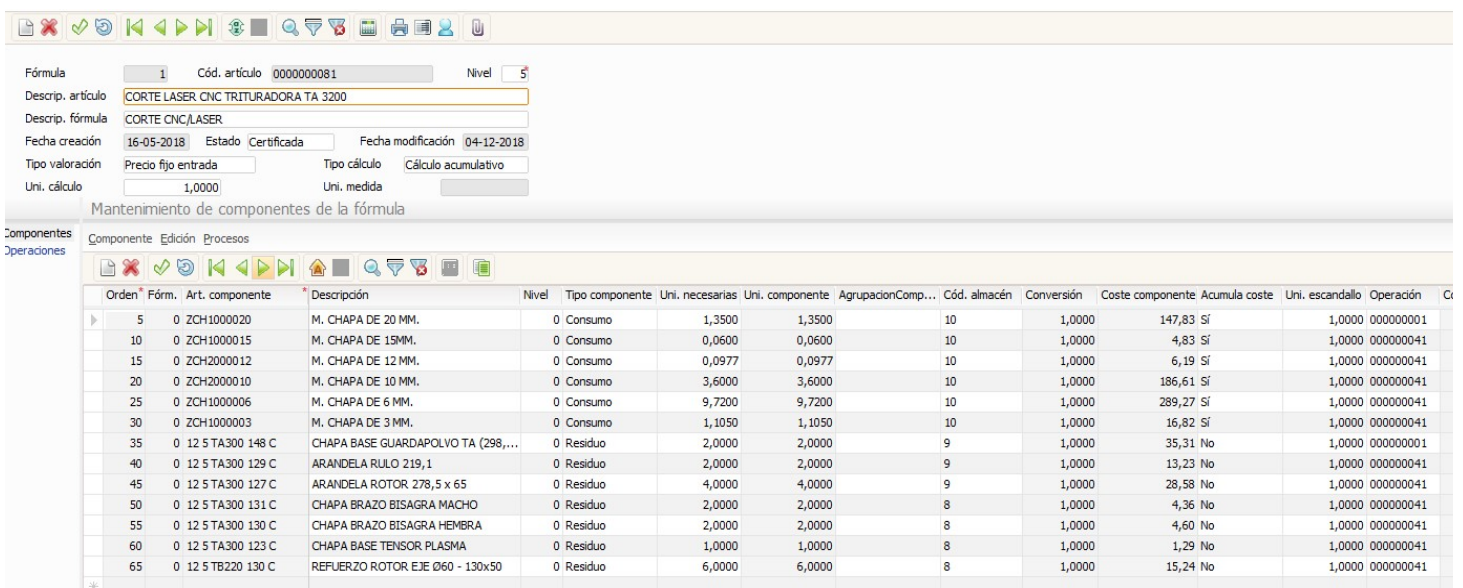 Fórmula 1 Cód. artículo 0000000081 Nivel 5*
Descrip. artículo CORTE LASER CNC TRITURADORA TA 3200
Descrip. fórmula CORTE CNC/LASER
Fecha creación 16-05-2018 Estado Certificada Fecha modificación 04-12-2018
Tipo valoración Precio fijo entrada Tipo cálculo Cálculo acumulativo
Uni. cálculo 1,0000 Uni. medida
Mantenimiento de componentes de la fórmula
Componentes Componente Edición Procesos
Operaciones
Orden* Fórm. Art. componente * Descripción Nivel Tipo componente Uni. necesarias Uni. componente AgrupacionComp... Cód. almacén Conversión Coste componente Acumula coste Uni. escandallo Operación
5 0 ZCH1000020 M. CHAPA DE 20 MM. 0 Consumo 1,3500 1,3500 10 1,0000 147,83 Sí 1,0000 000000001
10 0 ZCH1000015 M. CHAPA DE 15MM. 0 Consumo 0,0600 0,0600 10 1,0000 4,83 Sí 1,0000 000000041
15 0 ZCH2000012 M. CHAPA DE 12 MM. 0 Consumo 0,0977 0,0977 10 1,0000 6,19 Sí 1,0000 000000041
20 0 ZCH2000010 M. CHAPA DE 10 MM. 0 Consumo 3,6000 3,6000 10 1,0000 186,61 Sí 1,0000 000000041
25 0 ZCH1000006 M. CHAPA DE 6 MM. 0 Consumo 9,7200 9,7200 10 1,0000 289,27 Sí 1,0000 000000041
30 0 ZCH1000003 M. CHAPA DE 3 MM. 0 Consumo 1,1050 1,1050 10 1,0000 16,82 Sí 1,0000 000000041
35 0 12 5 TA300 148 C CHAPA BASE GUARDAPOLVO TA (298,... 0 Residuo 2,0000 2,0000 9 1,0000 35,31 No 1,0000 000000001
40 0 12 5 TA300 129 C ARANDELA RULO 219,1 0 Residuo 2,0000 2,0000 9 1,0000 13,23 No 1,0000 000000041
45 0 12 5 TA300 127 C ARANDELA ROTOR 278,5 x 65 0 Residuo 4,0000 4,0000 9 1,0000 28,58 No 1,0000 000000041
50 0 12 5 TA300 131 C CHAPA BRAZO BISAGRA MACHO 0 Residuo 2,0000 2,0000 8 1,0000 4,36 No 1,0000 000000041
55 0 12 5 TA300 130 C CHAPA BRAZO BISAGRA HEMBRA 0 Residuo 2,0000 2,0000 8 1,0000 4,60 No 1,0000 000000041
60 0 12 5 TA300 123 C CHAPA BASE TENSOR PLASMA 0 Residuo 1,0000 1,0000 8 1,0000 1,29 No 1,0000 000000041
65 0 12 5 TB220 130 C REFUERZO ROTOR EJE Ø60 - 130x50 0 Residuo 6,0000 6,0000 8 1,0000 15,24 No 1,0000 000000041